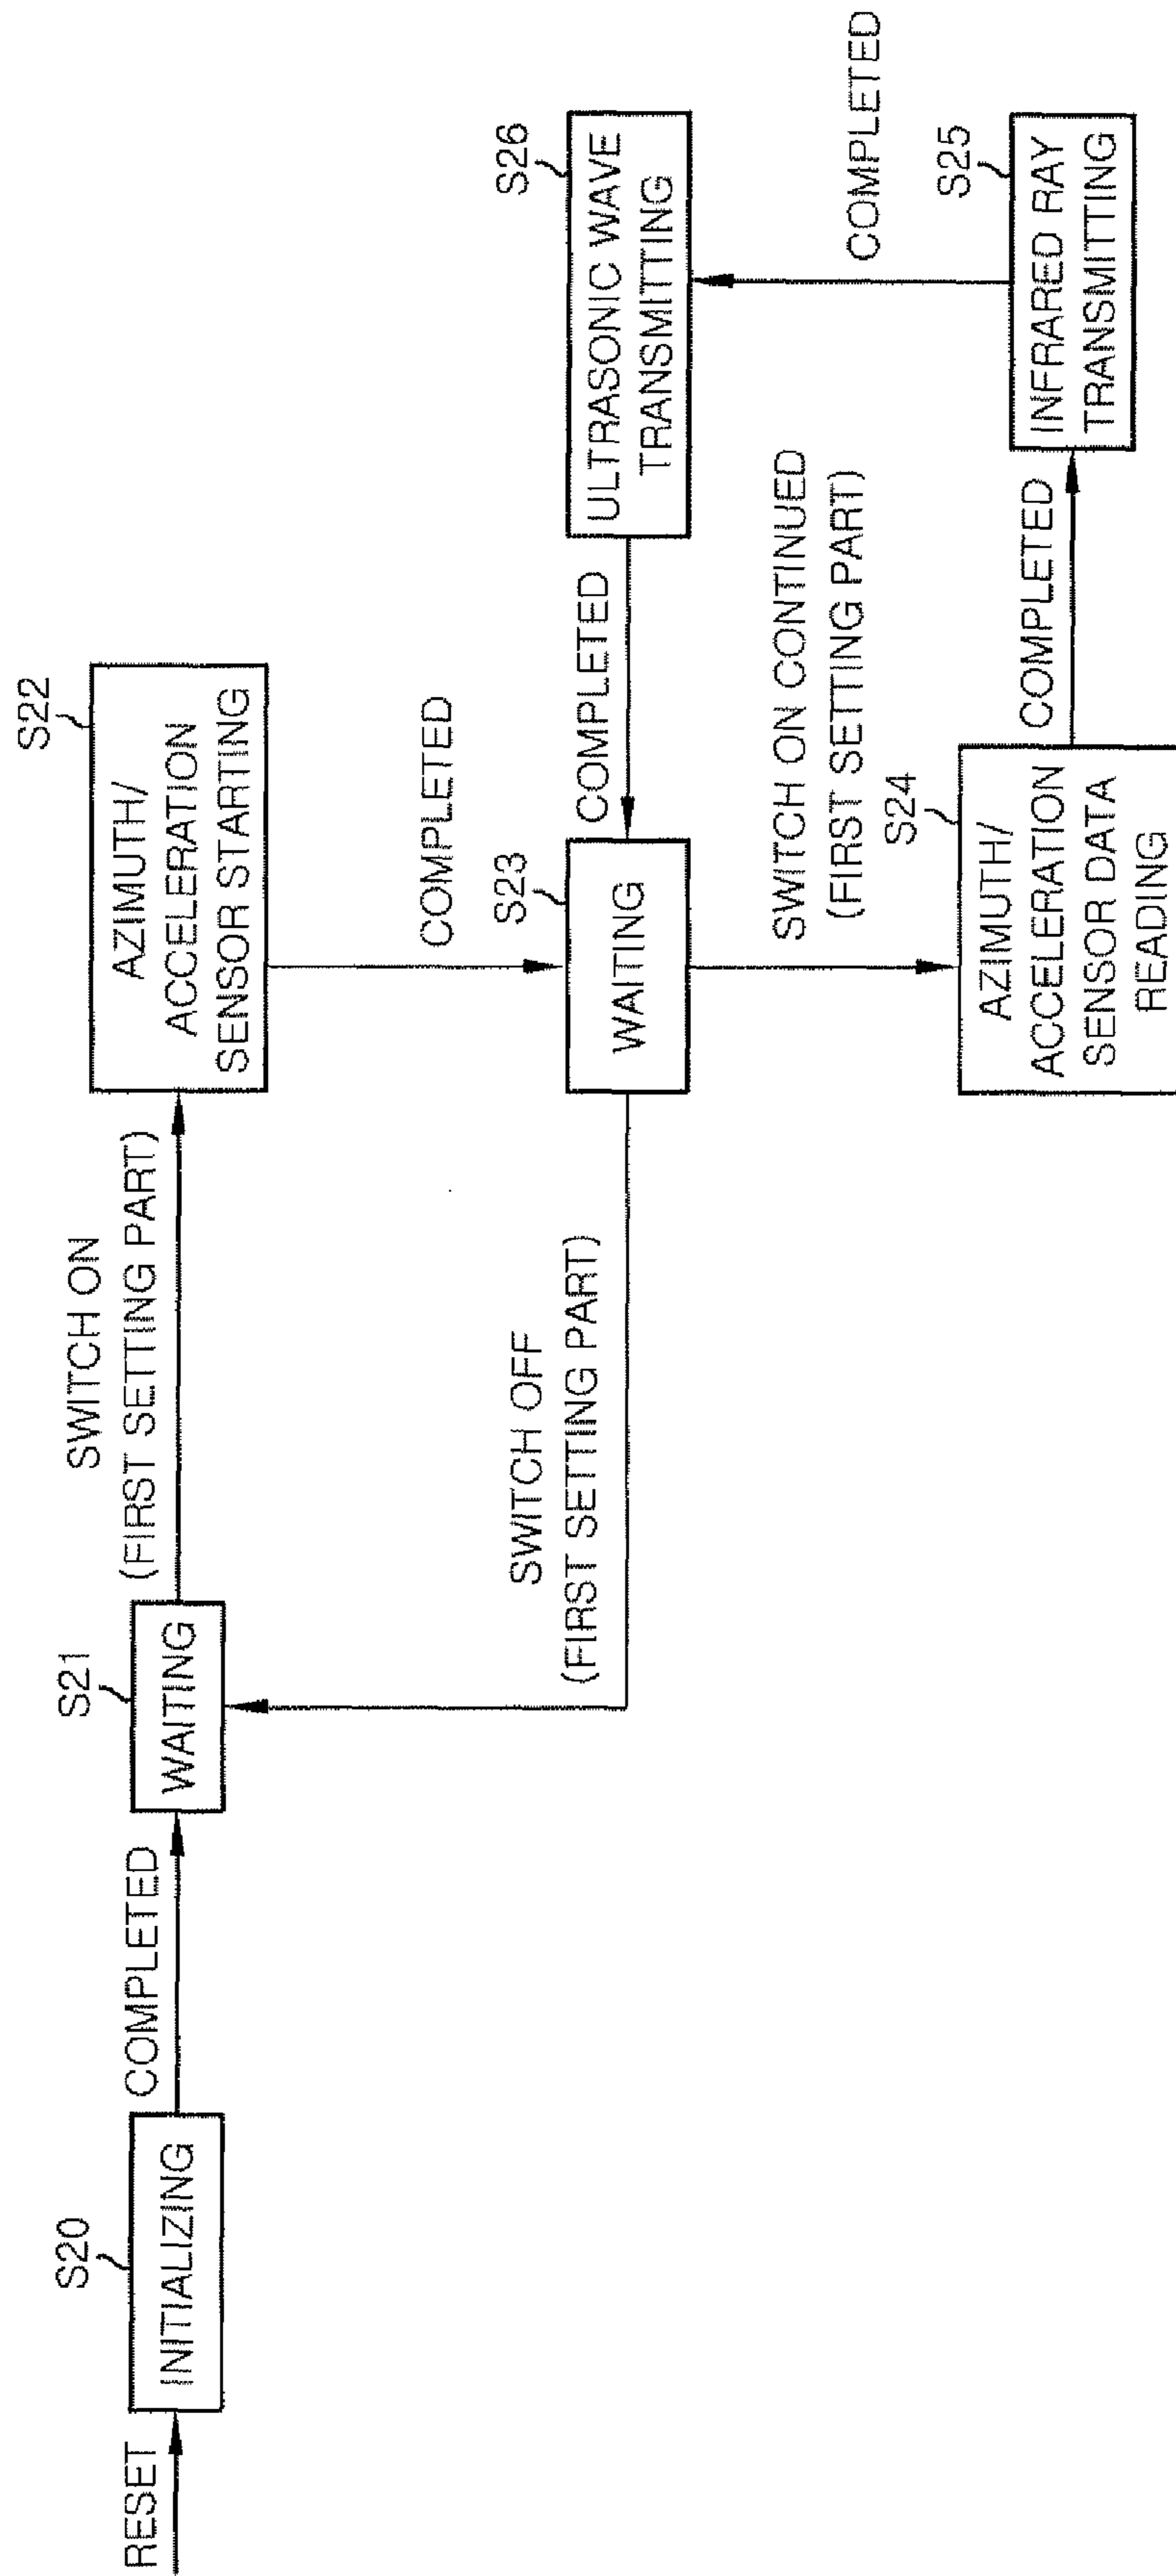 RESET
S20
INITIALIZING
COMPLETED
S21
WAITING
SWITCH ON
(FIRST SETTING PART)
S22
AZIMUTH/
ACCELERATION
SENSOR STARTING
COMPLETED
SWITCH OFF
(FIRST SETTING PART)
S23
WAITING
COMPLETED
S26
ULTRASONIC WAVE
TRANSMITTING
SWITCH ON CONTINUED
(FIRST SETTING PART)
COMPLETED
S24
AZIMUTH/
ACCELERATION
SENSOR DATA
READING
COMPLETED
S25
INFRARED RAY
TRANSMITTING